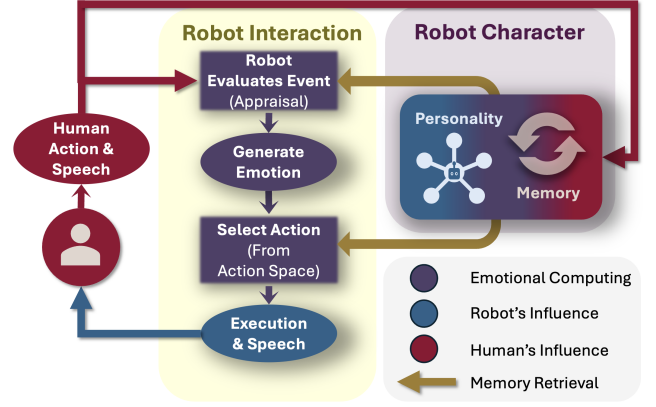 Robot Interaction
Robot Character
Robot
Evaluates Event
(Appraisal)
Human
Action &
Speech
Personality
Memory
Generate
Emotion
Select Action
(From
Action Space)
Execution
& Speech
Emotional Computing
Robot's Influence
Human's Influence
Memory Retrieval